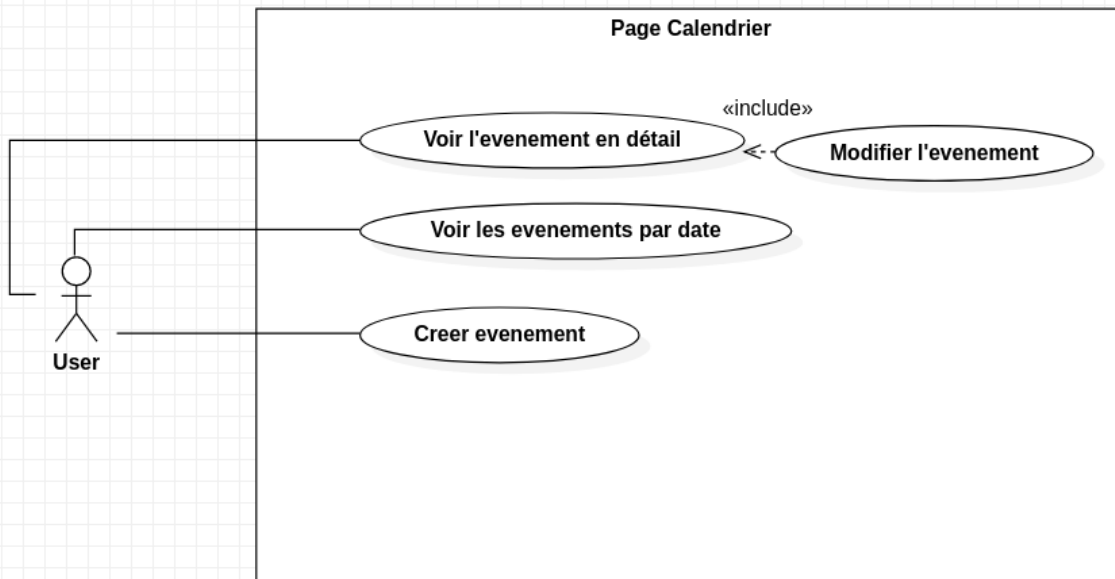 Page Calendrier
«include»
Voir l'evenement en détail
Modifier l'evenement
Voir les evenements par date
Creer evenement
User